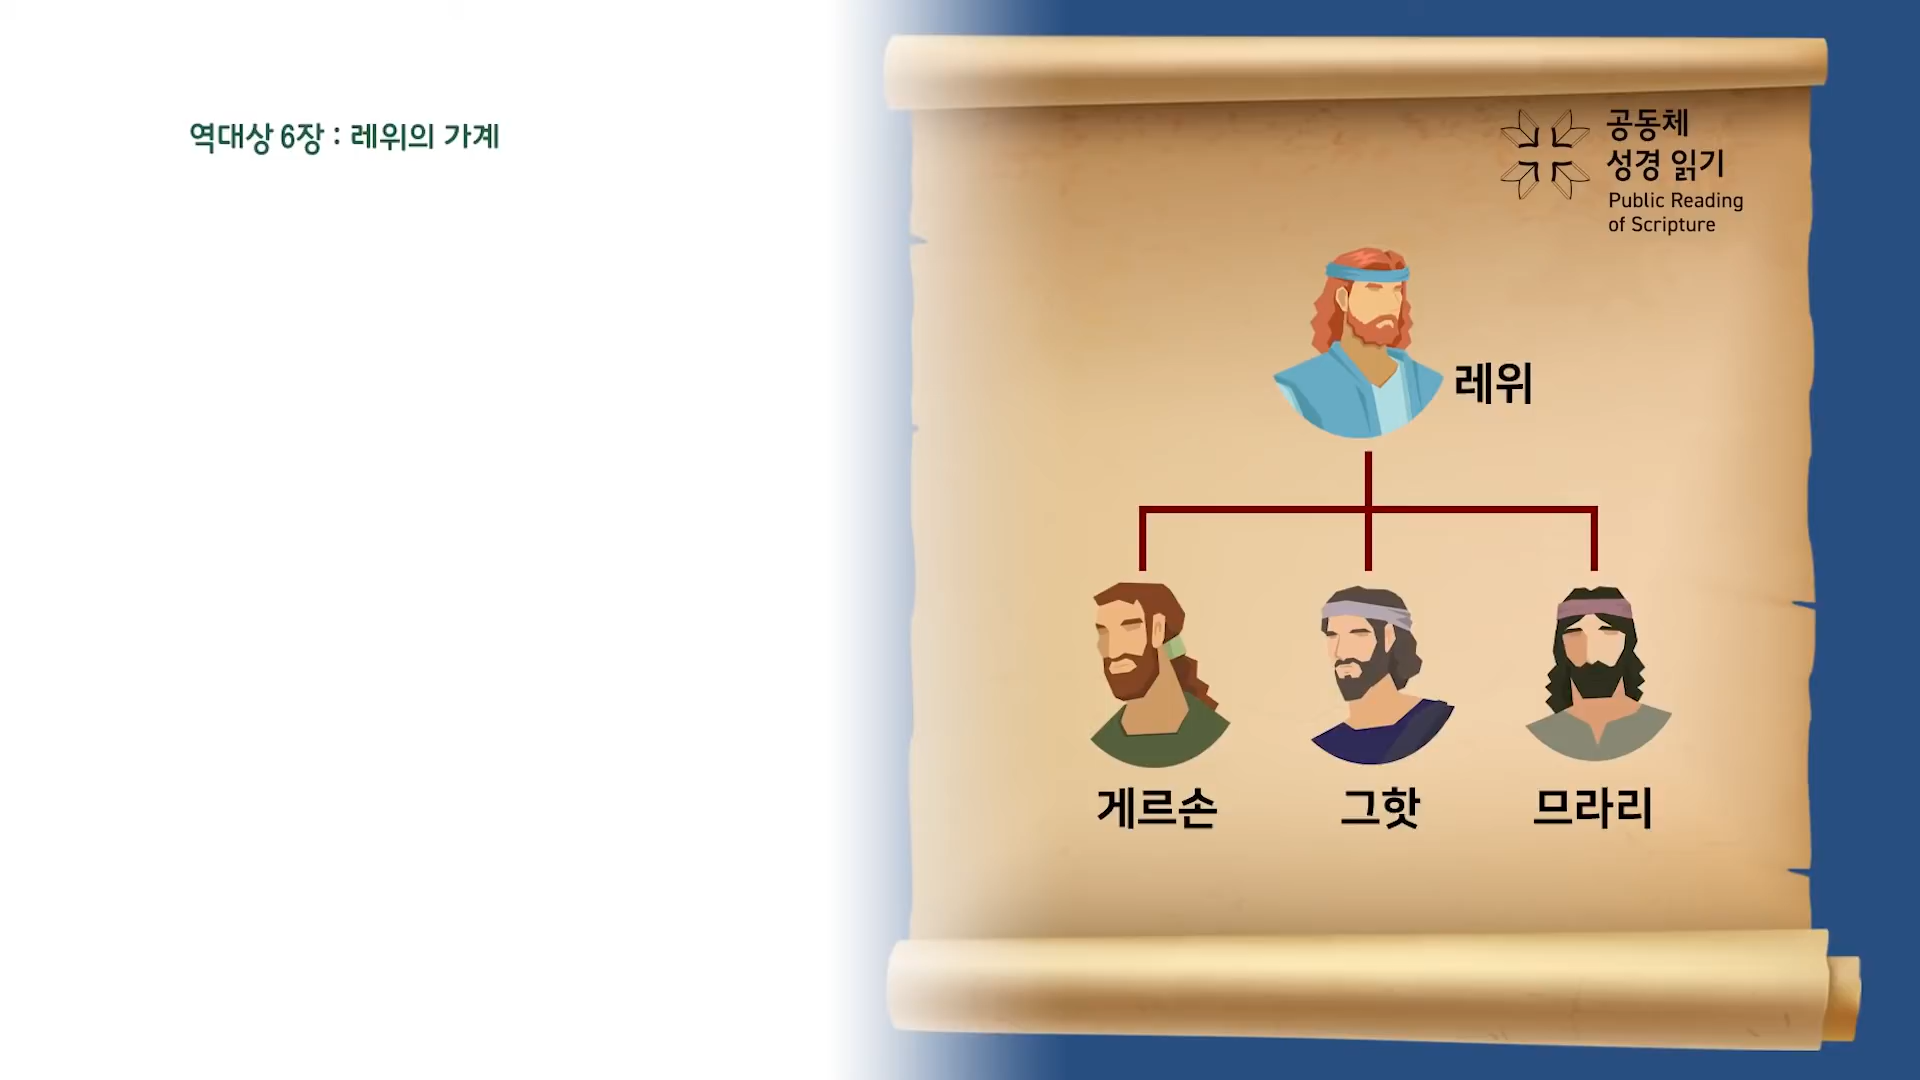 역대상 6장 : 레위의 가계
공동체
성경 읽기
Public Reading
of Scripture
레위
게르손
그핫
므라리